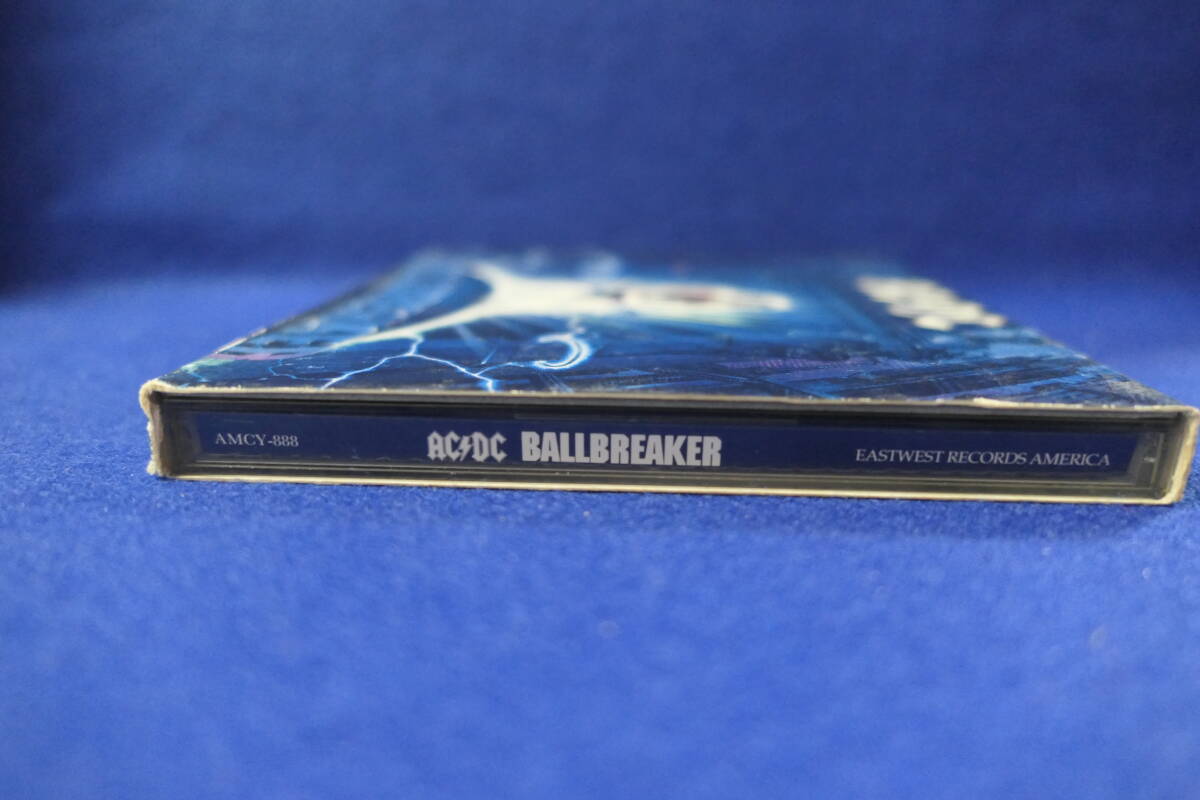 AMCY-888 AC⚡DC BALLBREAKER EASTWEST RECORDS AMERICA